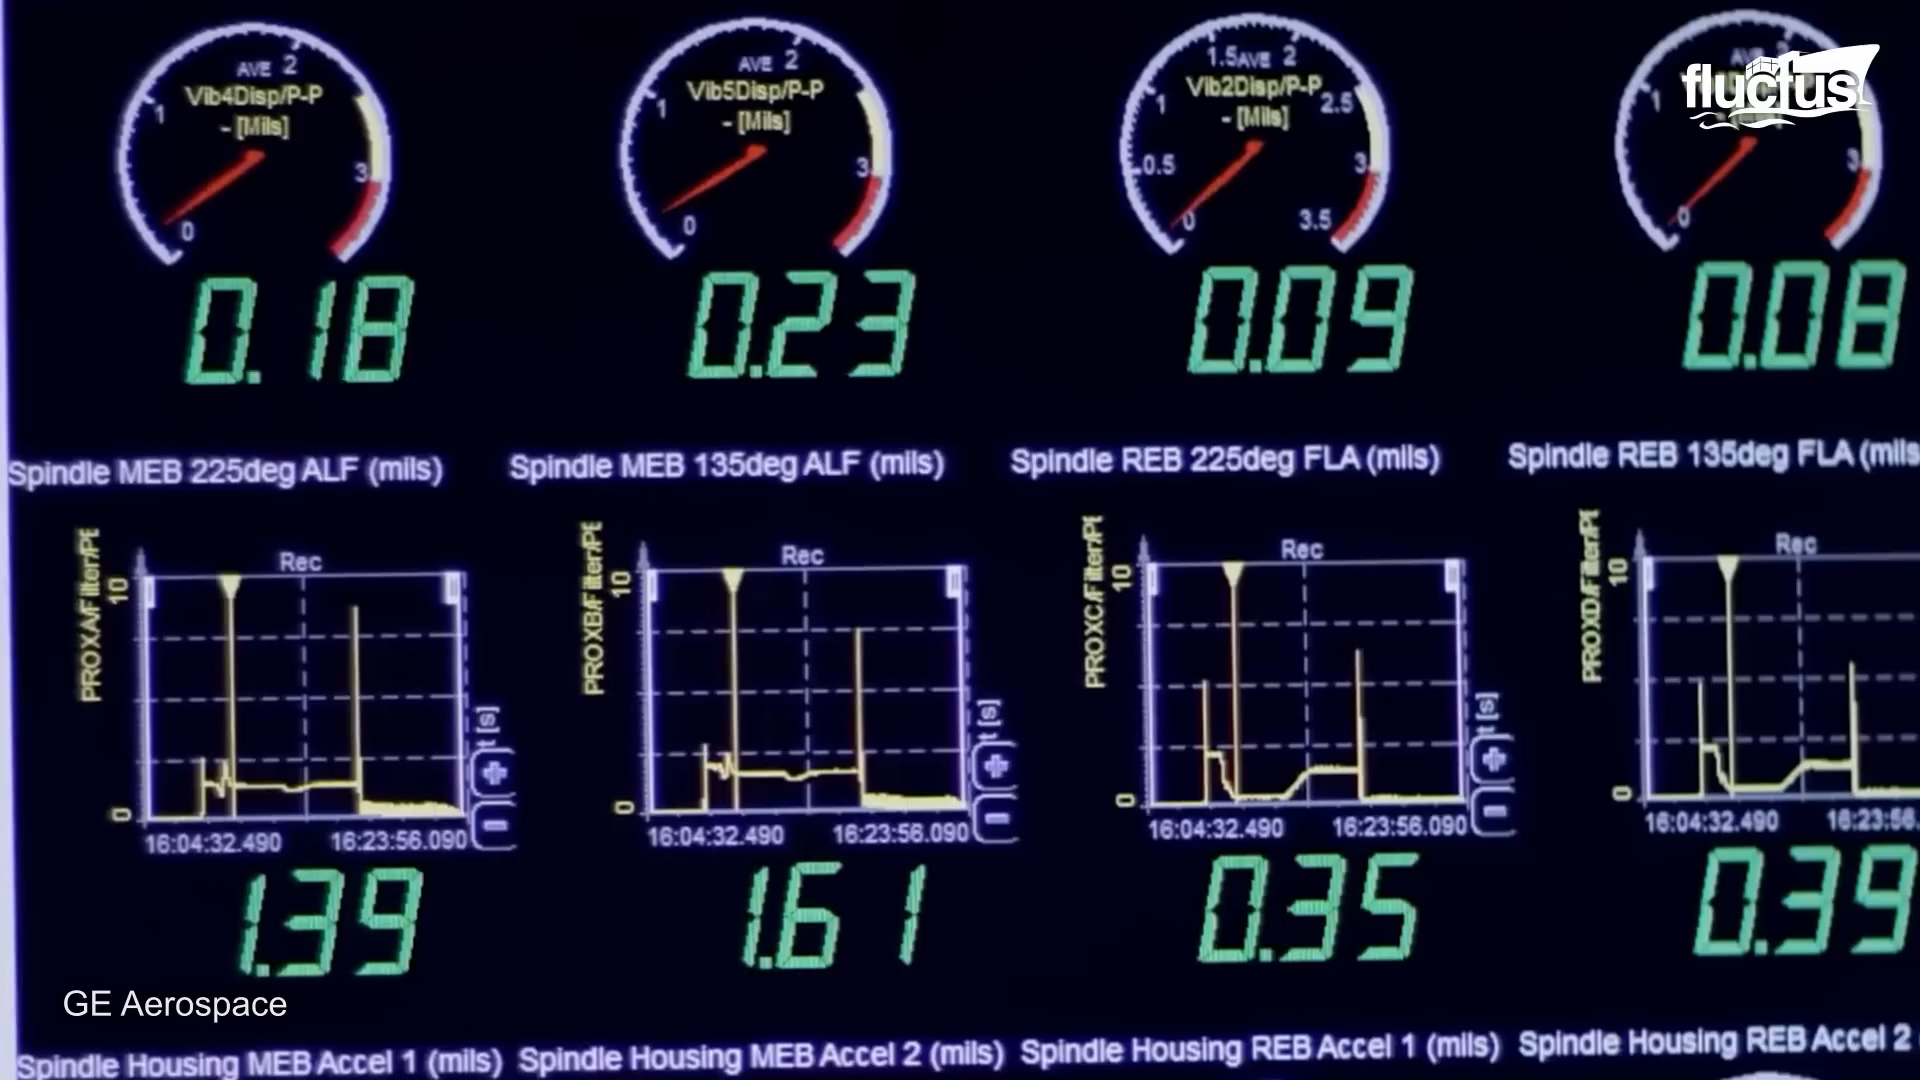 AVE 2
Vib4Disp/P-P
1
- [Mils]
3
0
0.18
AVE 2
Vib5Disp/P-P
1
- [Mils]
3
0
0.23
1.5 AVE 2
Vib2Disp/P-P
1
2.5
- [Mils]
0.5
3
0
3.5
0.09
fluctus
1
3
0
0.08
Spindle MEB 225deg ALF (mils)
Spindle MEB 135deg ALF (mils)
Spindle REB 225deg FLA (mils)
Spindle REB 135deg FLA (mils
PROXA/Filter/PE
Rec
10
0
t [s]
16:04:32.490
16:23:56.090
1.39
PROXB/Filter/PE
Rec
10
0
t [s]
16:04:32.490
16:23:56.090
1.61
PROXC/Filter/PE
Rec
10
0
t [s]
16:04:32.490
16:23:56.090
0.35
PROXD/Filter/PE
Rec
10
0
16:04:32.490
16:23:56.
0.39
GE Aerospace
Spindle Housing MEB Accel 1 (mils)
Spindle Housing MEB Accel 2 (mils)
Spindle Housing REB Accel 1 (mils)
Spindle Housing REB Accel 2